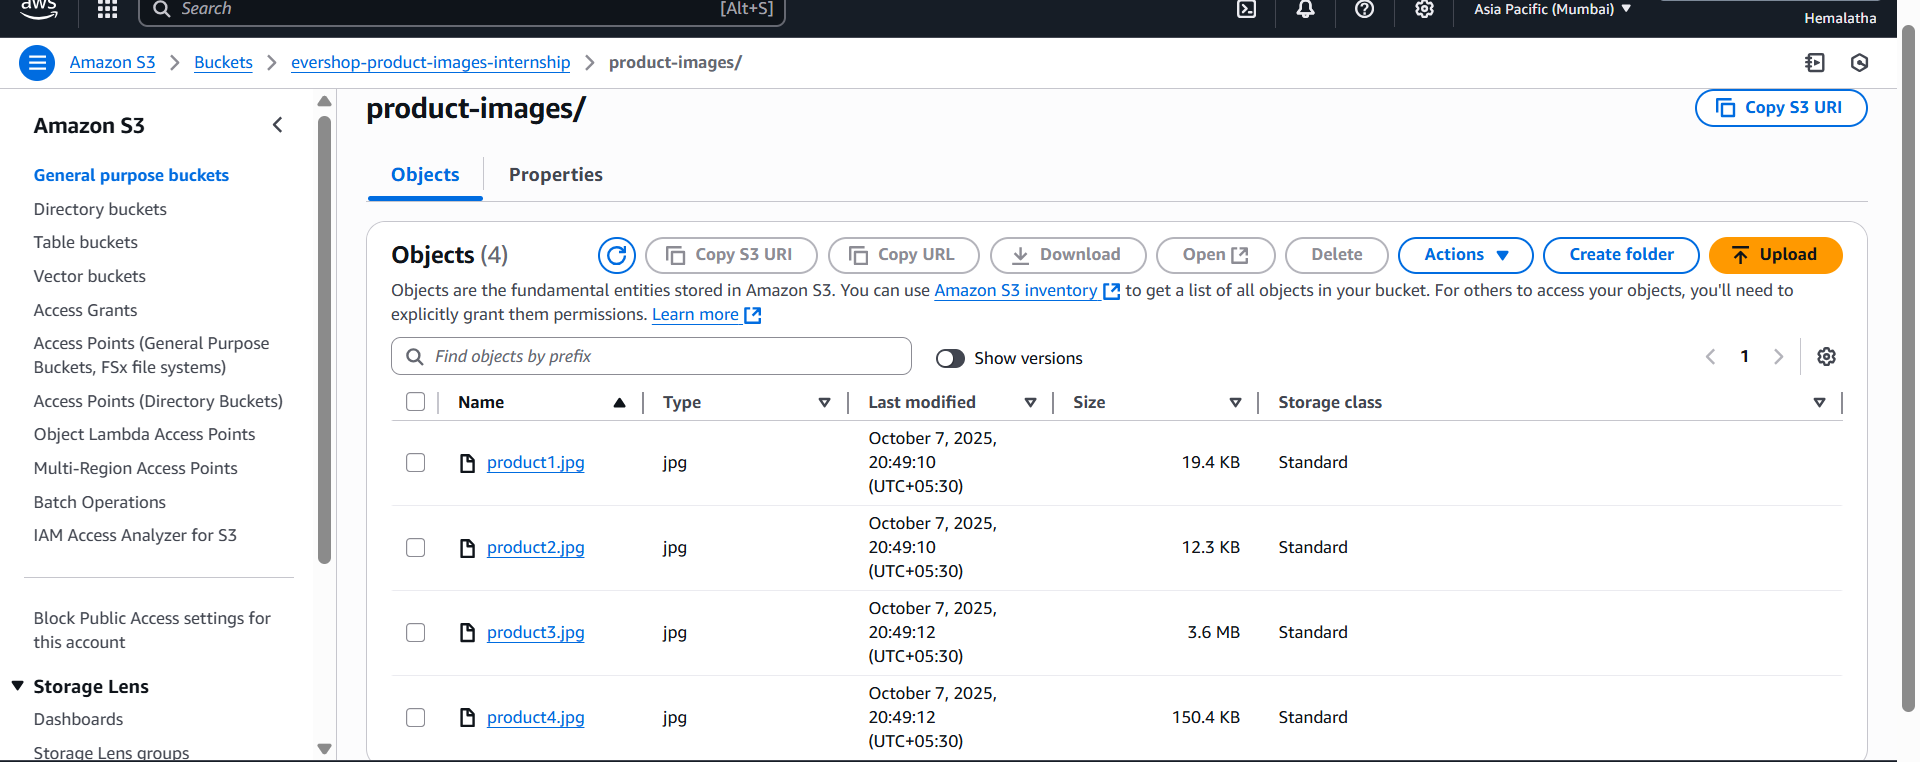 aws
Search
[Alt+S]
Asia Pacific (Mumbai)
Hemalatha
Amazon S3
Buckets
evershop-product-images-internship
product-images/
Amazon S3
General purpose buckets
Directory buckets
Table buckets
Vector buckets
Access Grants
Access Points (General Purpose
Buckets, FSx file systems)
Access Points (Directory Buckets)
Object Lambda Access Points
Multi-Region Access Points
Batch Operations
IAM Access Analyzer for S3
Block Public Access settings for
this account
Storage Lens
Dashboards
Storage Lens groups
product-images/
Copy S3 URI
Objects
Properties
Objects (4)
Copy S3 URI
Copy URL
Download
Open
Delete
Actions
Create folder
Upload
Objects are the fundamental entities stored in Amazon S3. You can use Amazon S3 inventory to get a list of all objects in your bucket. For others to access your objects, you'll need to
explicitly grant them permissions. Learn more
Find objects by prefix
Show versions
1
Name Type Last modified Size Storage class
October 7, 2025,
product1.jpg jpg 20:49:10 19.4 KB Standard
(UTC+05:30)
October 7, 2025,
product2.jpg jpg 20:49:10 12.3 KB Standard
(UTC+05:30)
October 7, 2025,
product3.jpg jpg 20:49:12 3.6 MB Standard
(UTC+05:30)
October 7, 2025,
product4.jpg jpg 20:49:12 150.4 KB Standard
(UTC+05:30)